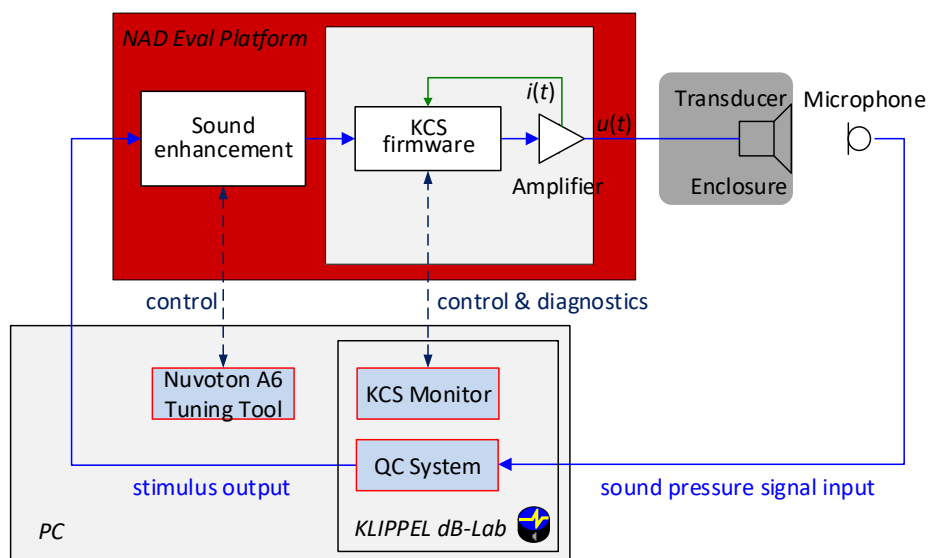 NAD Eval Platform
Sound
enhancement
KCS
firmware
i(t)
u(t)
Amplifier
Transducer
Enclosure
Microphone
control
control & diagnostics
Nuvoton A6
Tuning Tool
KCS Monitor
QC System
stimulus output
sound pressure signal input
PC
KLIPPEL dB-Lab